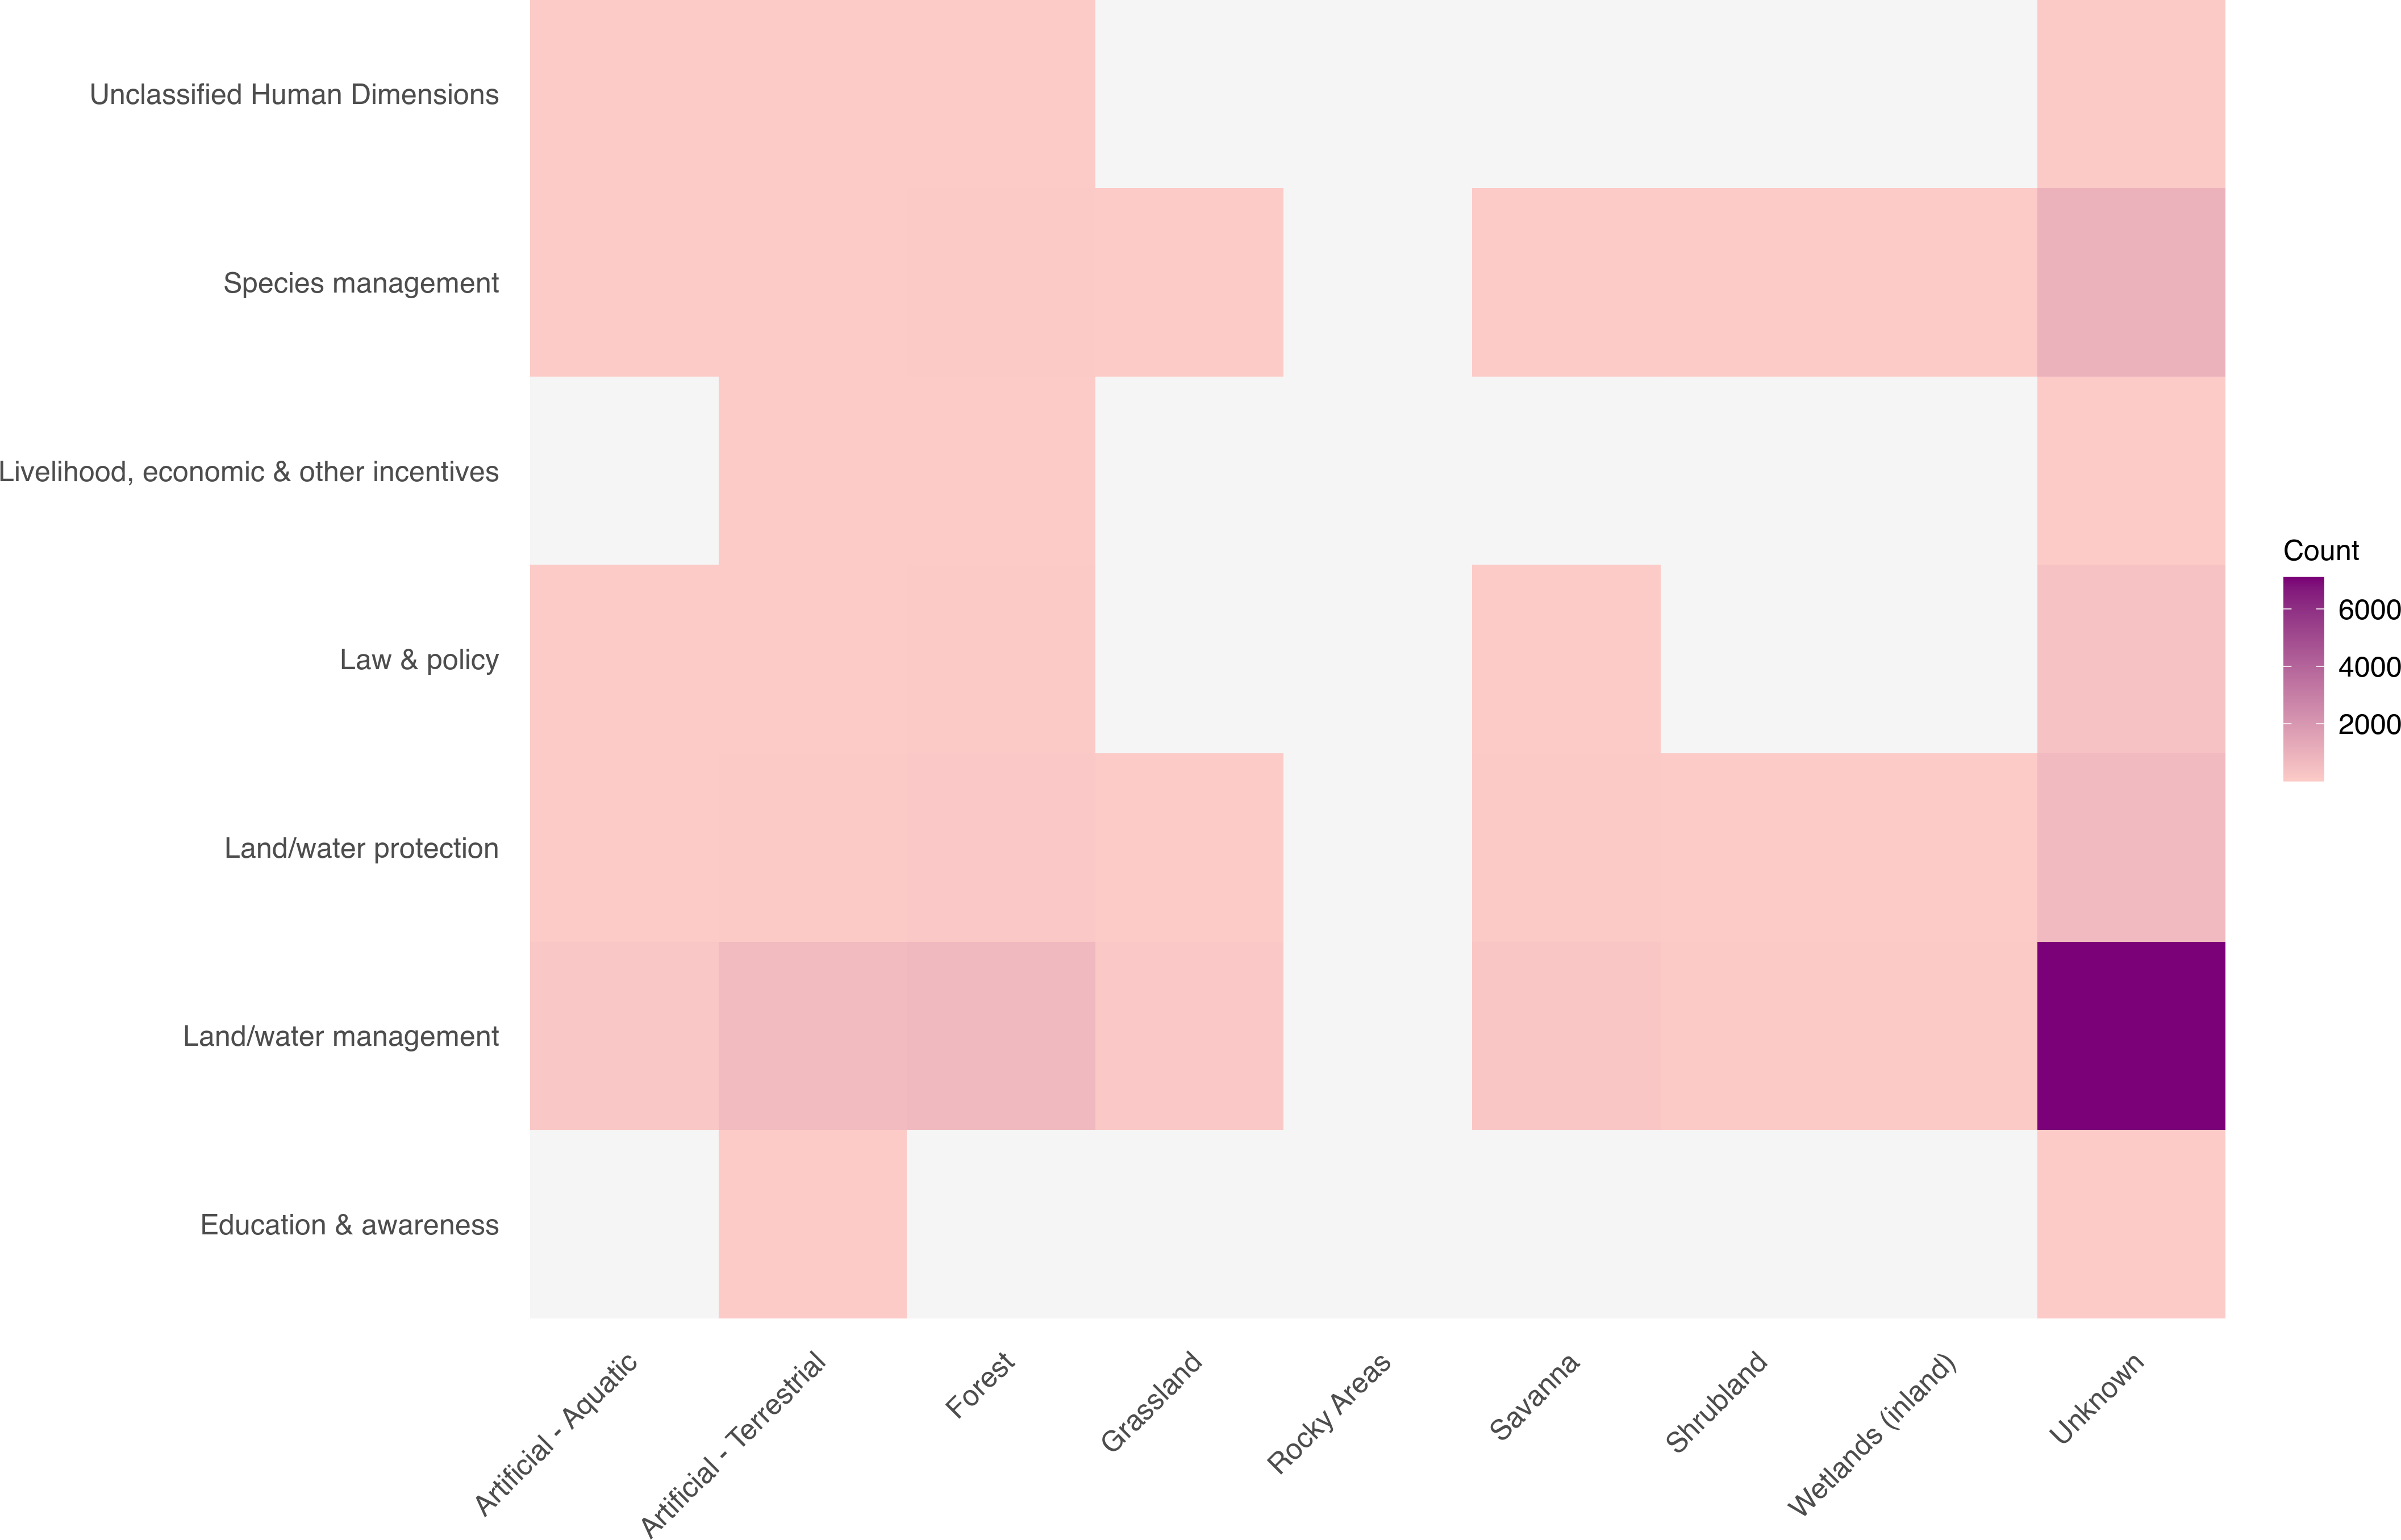 Unclassified Human Dimensions
Species management
Livelihood, economic & other incentives
Law & policy
Land/water protection
Land/water management
Education & awareness
Artificial - Aquatic
Artificial - Terrestrial
Forest
Grassland
Rocky Areas
Savanna
Shrubland
Wetlands (inland)
Unknown
Count
6000
4000
2000